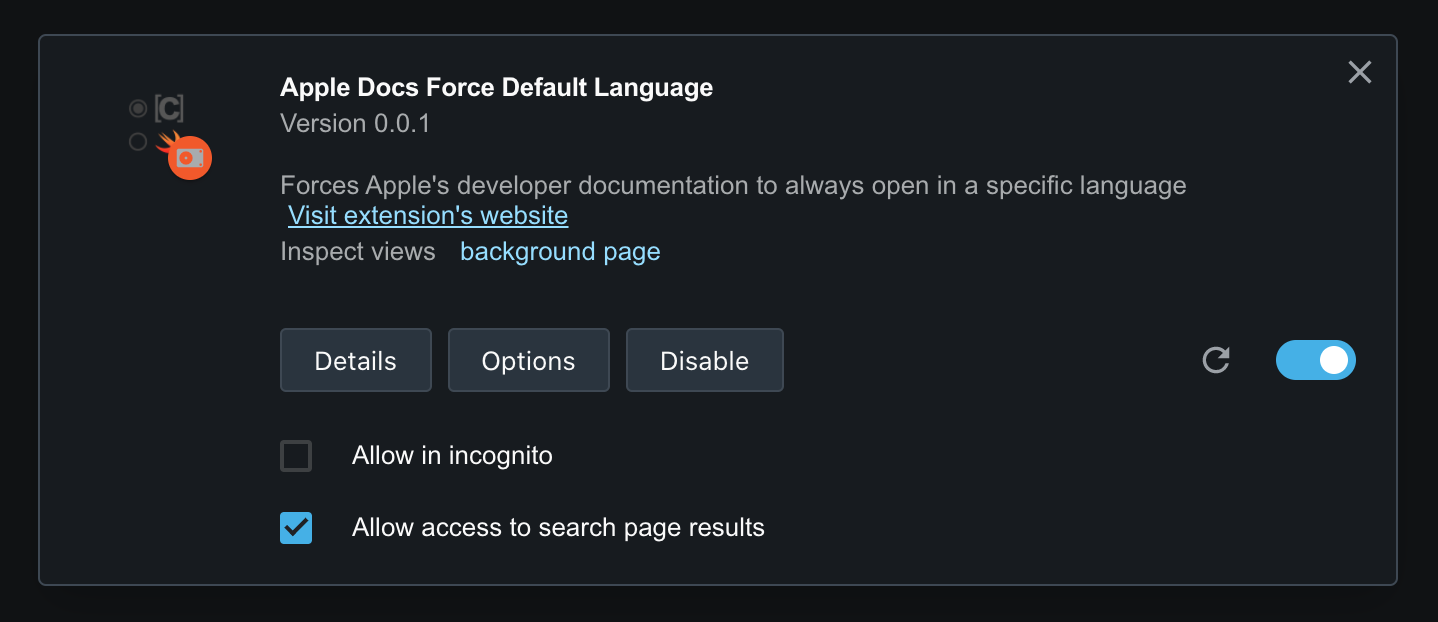 [C]
Apple Docs Force Default Language
Version 0.0.1
Forces Apple's developer documentation to always open in a specific language
Visit extension's website
Inspect views background page
Details Options Disable
Allow in incognito
Allow access to search page results